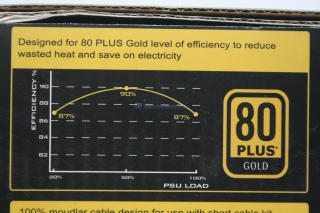 Designed for 80 PLUS Gold level of efficiency to reduce
wasted heat and save on electricity
EFFICIENCY %
90
88
86
84
82
87%
90%
87%
20%
50%
100%
PSU LOAD
80
PLUS®
GOLD
100% moudlar cable design for use with short cable kit